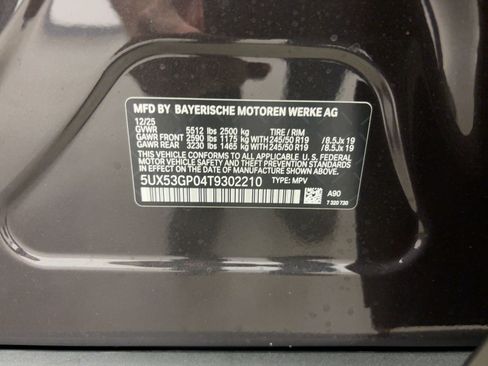 MFD BY BAYERISCHE MOTOREN WERKE AG
12/25
GVWR 5512 lbs 2500 kg TIRE / RIM
GAWR FRONT 2590 lbs 1175 kg WITH 245/50 R19 / 8.5Jx 19
GAWR REAR 3230 lbs 1465 kg WITH 245/50 R19 / 8.5Jx 19
THIS VEHICLE CONFORMS TO ALL APPLICABLE U.S. FEDERAL
MOTOR VEHICLE SAFETY AND THEFT PREVENTION STANDARDS
IN EFFECT ON THE DATE OF MANUFACTURE SHOWN ABOVE.
5UX53GP04T9302210 TYPE: MPV
A90
T 320 730